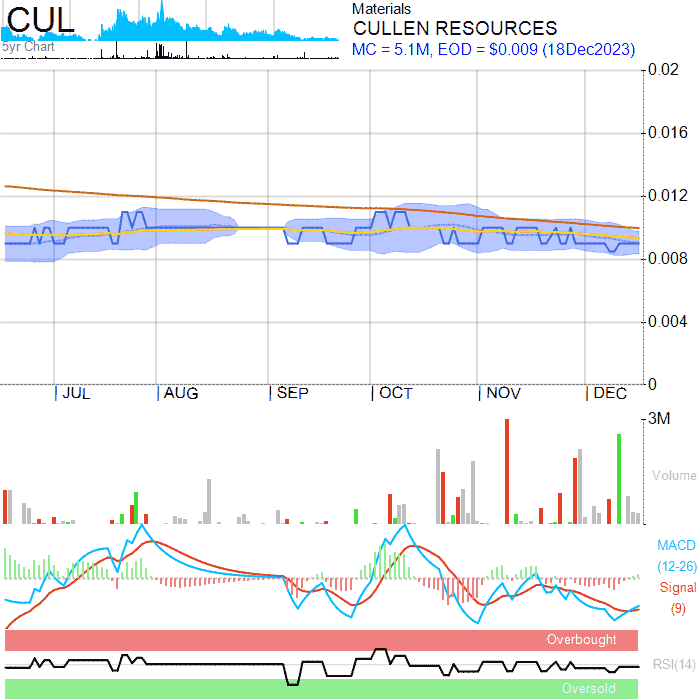 CUL
5yr Chart
Materials
CULLEN RESOURCES
MC = 5.1M, EOD = $0.009 (18Dec2023)
0.02
0.016
0.012
0.008
0.004
0
JUL AUG SEP OCT NOV DEC
3M
Volume
MACD
(12-26)
Signal
(9)
Overbought
RSI(14)
Oversold